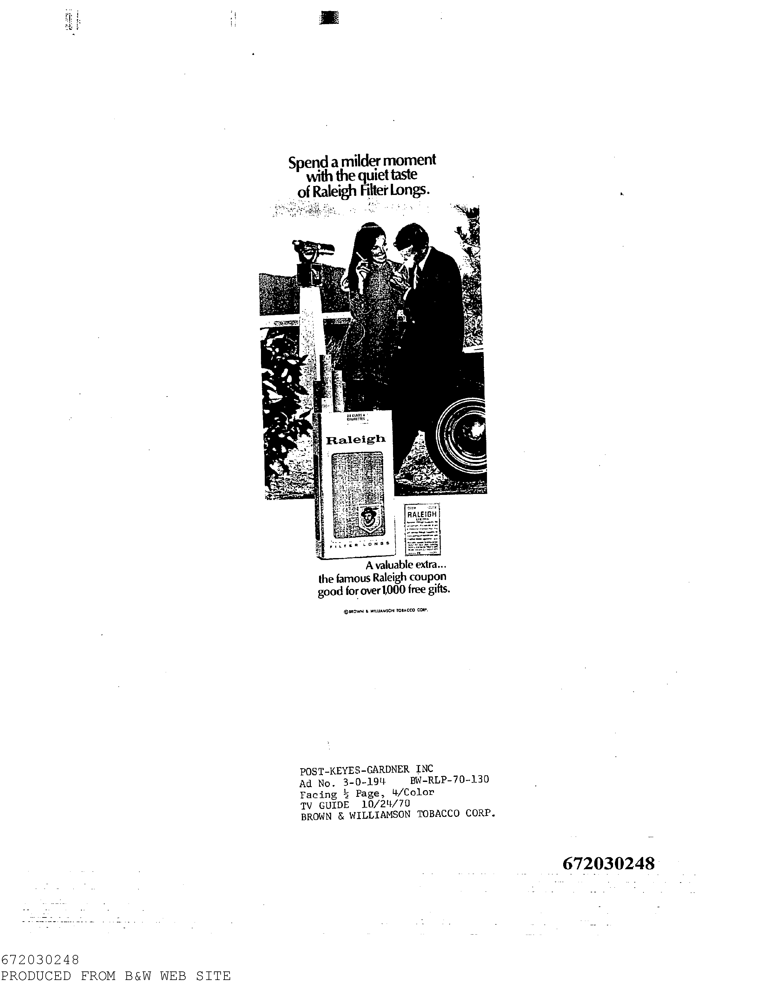 Spend a milder moment
with the quiet taste
of Raleigh Filter Longs.
Raleigh
FILTER LONGS
RALEIGH
A valuable extra...
the famous Raleigh coupon
good for over 1,000 free gifts.
© BROWN & WILLIAMSON TOBACCO CORP.
POST-KEYES-GARDNER INC
Ad No. 3-0-194 BW-RLP-70-130
Facing ½ Page, 4/Color
TV GUIDE 10/24/70
BROWN & WILLIAMSON TOBACCO CORP.
672030248
672030248
PRODUCED FROM B&W WEB SITE